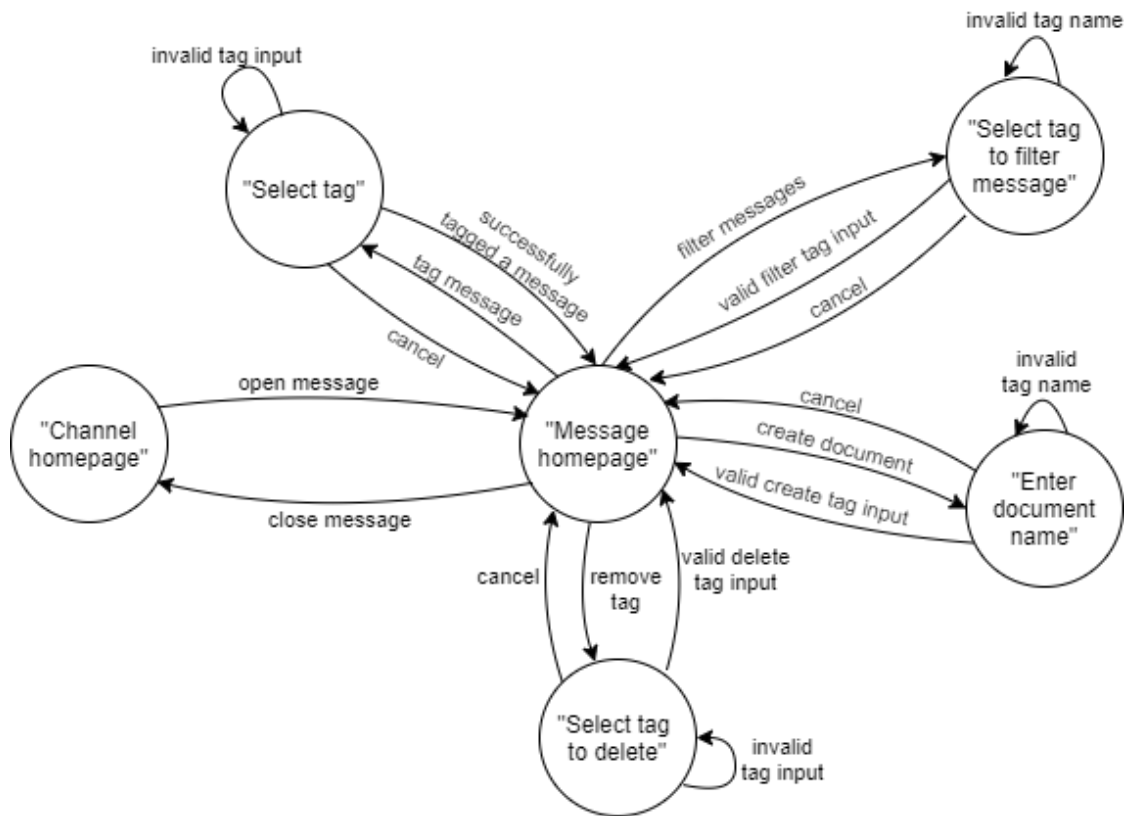 invalid tag input
"Select tag"
successfully
tagged a message
tag message
cancel
invalid tag name
"Select tag
to filter
message"
filter messages
valid filter tag input
cancel
"Channel
homepage"
open message
close message
"Message
homepage"
invalid
tag name
cancel
create document
valid create tag input
"Enter
document
name"
cancel
remove
tag
valid delete
tag input
"Select tag
to delete"
invalid
tag input